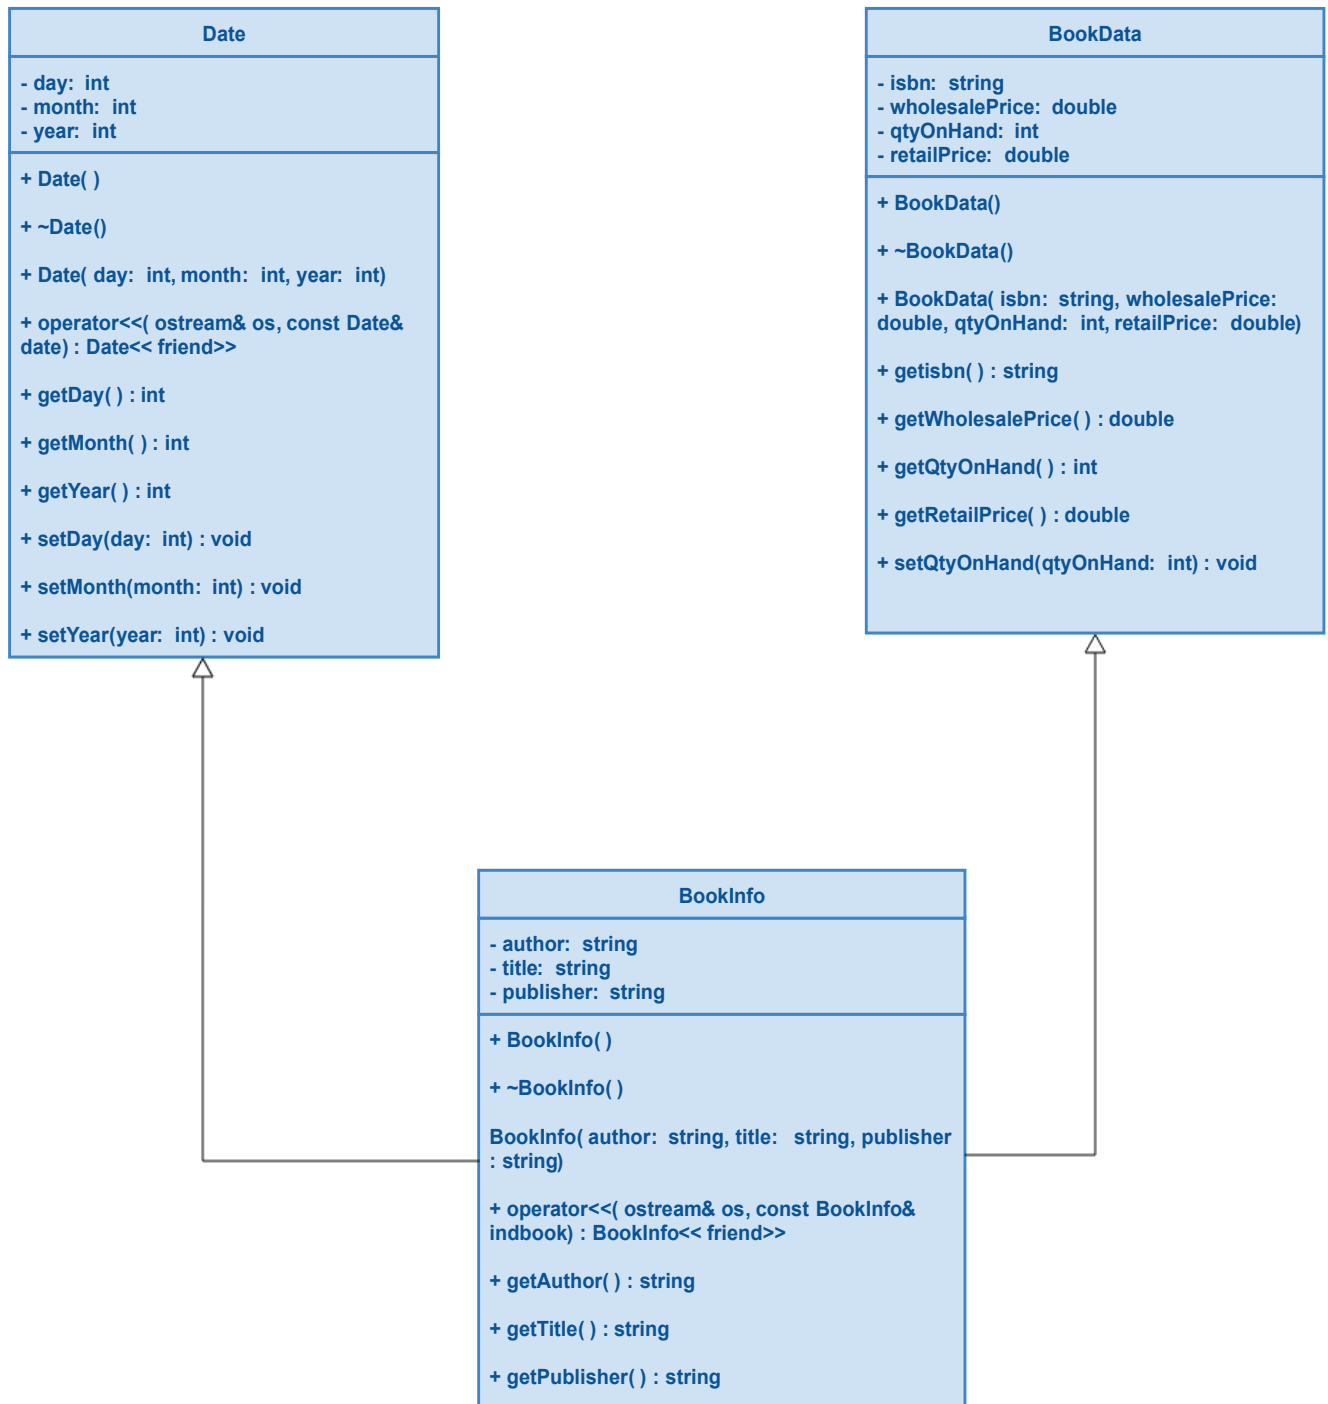 Date
- day: int
- month: int
- year: int
+ Date( )
+ ~Date()
+ Date( day: int, month: int, year: int)
+ operator<<( ostream& os, const Date&
date) : Date<< friend>>
+ getDay( ) : int
+ getMonth( ) : int
+ getYear( ) : int
+ setDay(day: int) : void
+ setMonth(month: int) : void
+ setYear(year: int) : void
BookData
- isbn: string
- wholesalePrice: double
- qtyOnHand: int
- retailPrice: double
+ BookData()
+ ~BookData()
+ BookData( isbn: string, wholesalePrice:
double, qtyOnHand: int, retailPrice: double)
+ getisbn( ) : string
+ getWholesalePrice( ) : double
+ getQtyOnHand( ) : int
+ getRetailPrice( ) : double
+ setQtyOnHand(qtyOnHand: int) : void
BookInfo
- author: string
- title: string
- publisher: string
+ BookInfo( )
+ ~BookInfo( )
BookInfo( author: string, title: string, publisher
: string)
+ operator<<( ostream& os, const BookInfo&
indbook) : BookInfo<< friend>>
+ getAuthor( ) : string
+ getTitle( ) : string
+ getPublisher( ) : string